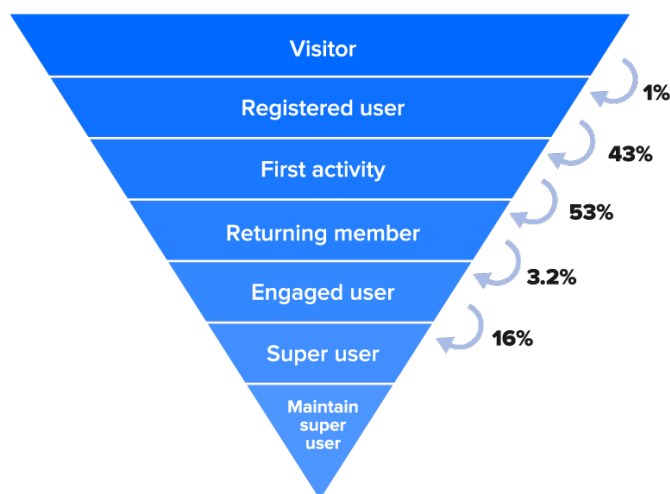 Visitor
1%
Registered user
43%
First activity
53%
Returning member
3.2%
Engaged user
16%
Super user
Maintain
super
user